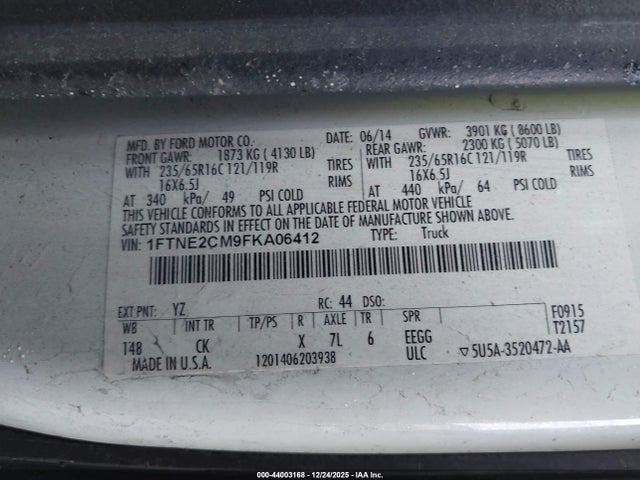 MFD. BY FORD MOTOR CO. DATE: 06/14 GVWR: 3901 KG ( 8600 LB)
FRONT GAWR: 1873 KG ( 4130 LB) REAR GAWR: 2300 KG ( 5070 LB)
WITH 235/65R16C 121/119R TIRES WITH 235/65R16C 121/119R TIRES
16X6.5J RIMS 16X6.5J RIMS
AT 340 kPa/ 49 PSI COLD AT 440 kPa/ 64 PSI COLD
THIS VEHICLE CONFORMS TO ALL APPLICABLE FEDERAL MOTOR VEHICLE
SAFETY STANDARDS IN EFFECT ON THE DATE OF MANUFACTURE SHOWN ABOVE.
VIN: 1FTNE2CM9FKA06412 TYPE: Truck
F0915
T2157
EXT PNT: YZ RC: 44 DSO:
WB INT TR TP/PS R AXLE TR SPR
148 CK X 7L 6 EEGG
MADE IN U.S.A. 1201406203938 ULC ▽5U5A-3520472-AA
000-44003168 - 12/24/2025 - IAA Inc.